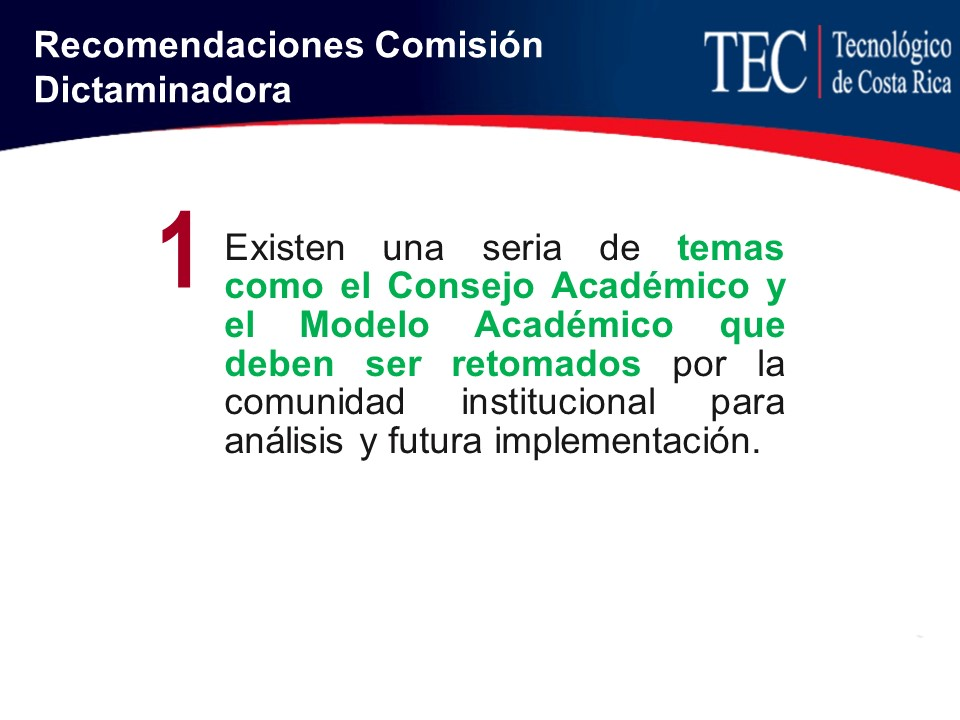 Recomendaciones Comisión
Dictaminadora
TEC
Tecnológico
de Costa Rica
1
Existen una seria de temas
como el Consejo Académico y
el Modelo Académico que
deben ser retomados por la
comunidad institucional para
análisis y futura implementación.